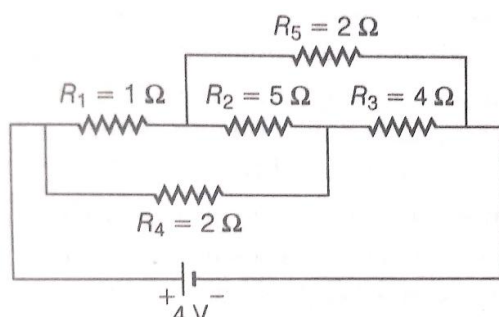 R5 = 2 Ω
R1 = 1 Ω R2 = 5 Ω R3 = 4 Ω
R4 = 2 Ω
+ −
4 V